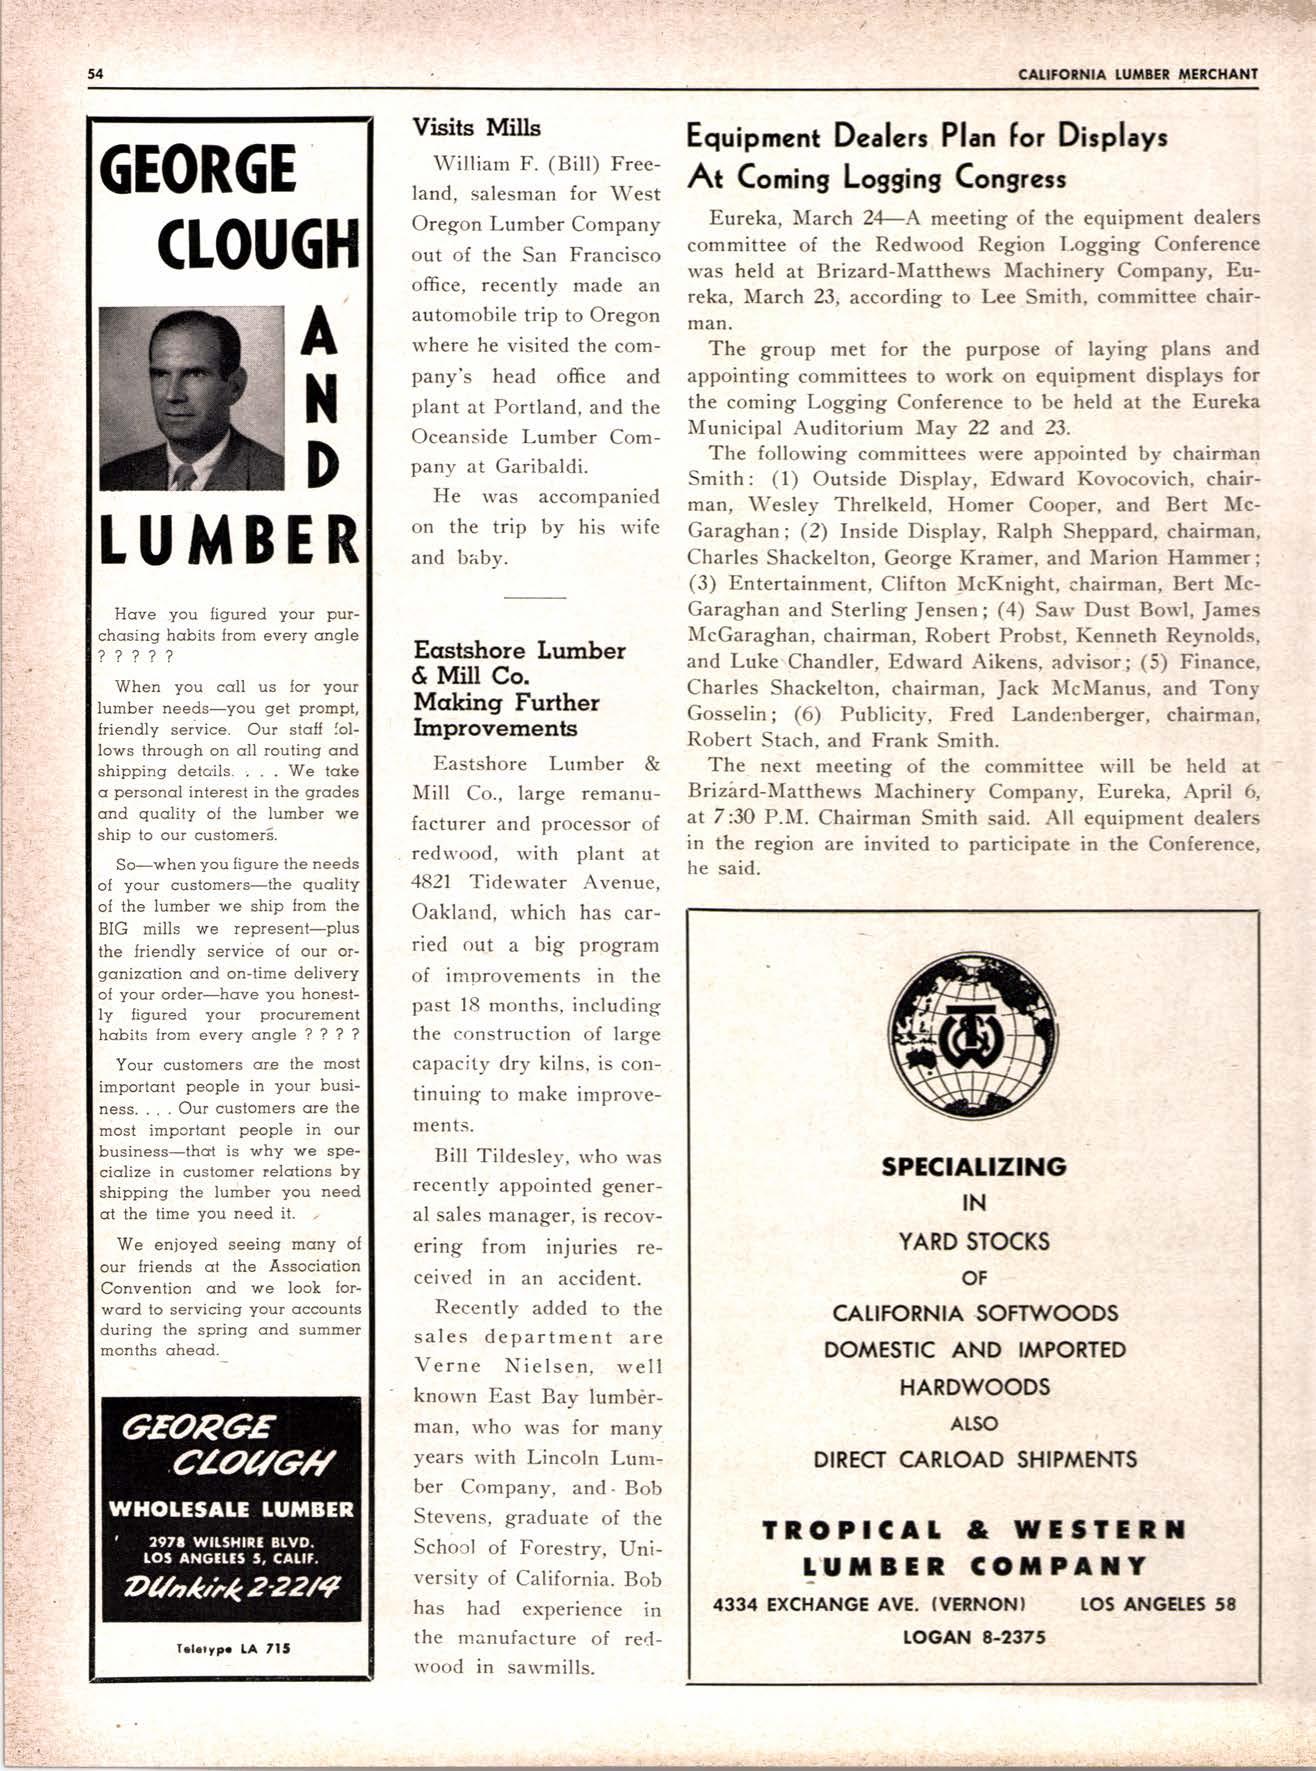 54
CALIFORNIA LUMBER MERCHANT
GEORGE
CLOUGH
A
N
D
LUMBER
Have you figured your pur-
chasing habits from every angle
? ? ? ? ?
When you call us for your
lumber needs—you get prompt,
friendly service. Our staff fol-
lows through on all routing and
shipping details. . . . We take
a personal interest in the grades
and quality of the lumber we
ship to our customers.
So—when you figure the needs
of your customers—the quality
of the lumber we ship from the
BIG mills we represent—plus
the friendly service of our or-
ganization and on-time delivery
of your order—have you honest-
ly figured your procurement
habits from every angle ? ? ? ?
Your customers are the most
important people in your busi-
ness. . . . Our customers are the
most important people in our
business—that is why we spe-
cialize in customer relations by
shipping the lumber you need
at the time you need it.
We enjoyed seeing many of
our friends at the Association
Convention and we look for-
ward to servicing your accounts
during the spring and summer
months ahead.
GEORGE
CLOUGH
WHOLESALE LUMBER
2978 WILSHIRE BLVD.
LOS ANGELES 5, CALIF.
DUnkirk 2-2214
Teletype LA 715
Visits Mills
William F. (Bill) Free-
land, salesman for West
Oregon Lumber Company
out of the San Francisco
office, recently made an
automobile trip to Oregon
where he visited the com-
pany's head office and
plant at Portland, and the
Oceanside Lumber Com-
pany at Garibaldi.
He was accompanied
on the trip by his wife
and baby.
Eastshore Lumber
& Mill Co.
Making Further
Improvements
Eastshore Lumber &
Mill Co., large remanu-
facturer and processor of
redwood, with plant at
4821 Tidewater Avenue,
Oakland, which has car-
ried out a big program
of improvements in the
past 18 months, including
the construction of large
capacity dry kilns, is con-
tinuing to make improve-
ments.
Bill Tildesley, who was
recently appointed gener-
al sales manager, is recov-
ering from injuries re-
ceived in an accident.
Recently added to the
sales department are
Verne Nielsen, well
known East Bay lumber-
man, who was for many
years with Lincoln Lum-
ber Company, and Bob
Stevens, graduate of the
School of Forestry, Uni-
versity of California. Bob
has had experience in
the manufacture of red-
wood in sawmills.
Equipment Dealers Plan for Displays
At Coming Logging Congress
Eureka, March 24—A meeting of the equipment dealers
committee of the Redwood Region Logging Conference
was held at Brizard-Matthews Machinery Company, Eu-
reka, March 23, according to Lee Smith, committee chair-
man.
The group met for the purpose of laying plans and
appointing committees to work on equipment displays for
the coming Logging Conference to be held at the Eureka
Municipal Auditorium May 22 and 23.
The following committees were appointed by chairman
Smith: (1) Outside Display, Edward Kovocovich, chair-
man, Wesley Threlkeld, Homer Cooper, and Bert Mc-
Garaghan; (2) Inside Display, Ralph Sheppard, chairman,
Charles Shackelton, George Kramer, and Marion Hammer;
(3) Entertainment, Clifton McKnight, chairman, Bert Mc-
Garaghan and Sterling Jensen; (4) Saw Dust Bowl, James
McGaraghan, chairman, Robert Probst, Kenneth Reynolds,
and Luke Chandler, Edward Aikens, advisor; (5) Finance,
Charles Shackelton, chairman, Jack McManus, and Tony
Gosselin; (6) Publicity, Fred Landenberger, chairman,
Robert Stach, and Frank Smith.
The next meeting of the committee will be held at
Brizard-Matthews Machinery Company, Eureka, April 6,
at 7:30 P.M. Chairman Smith said. All equipment dealers
in the region are invited to participate in the Conference,
he said.
T&WLCO
SPECIALIZING
IN
YARD STOCKS
OF
CALIFORNIA SOFTWOODS
DOMESTIC AND IMPORTED
HARDWOODS
ALSO
DIRECT CARLOAD SHIPMENTS
TROPICAL & WESTERN
LUMBER COMPANY
4334 EXCHANGE AVE. (VERNON) LOS ANGELES 58
LOGAN 8-2375